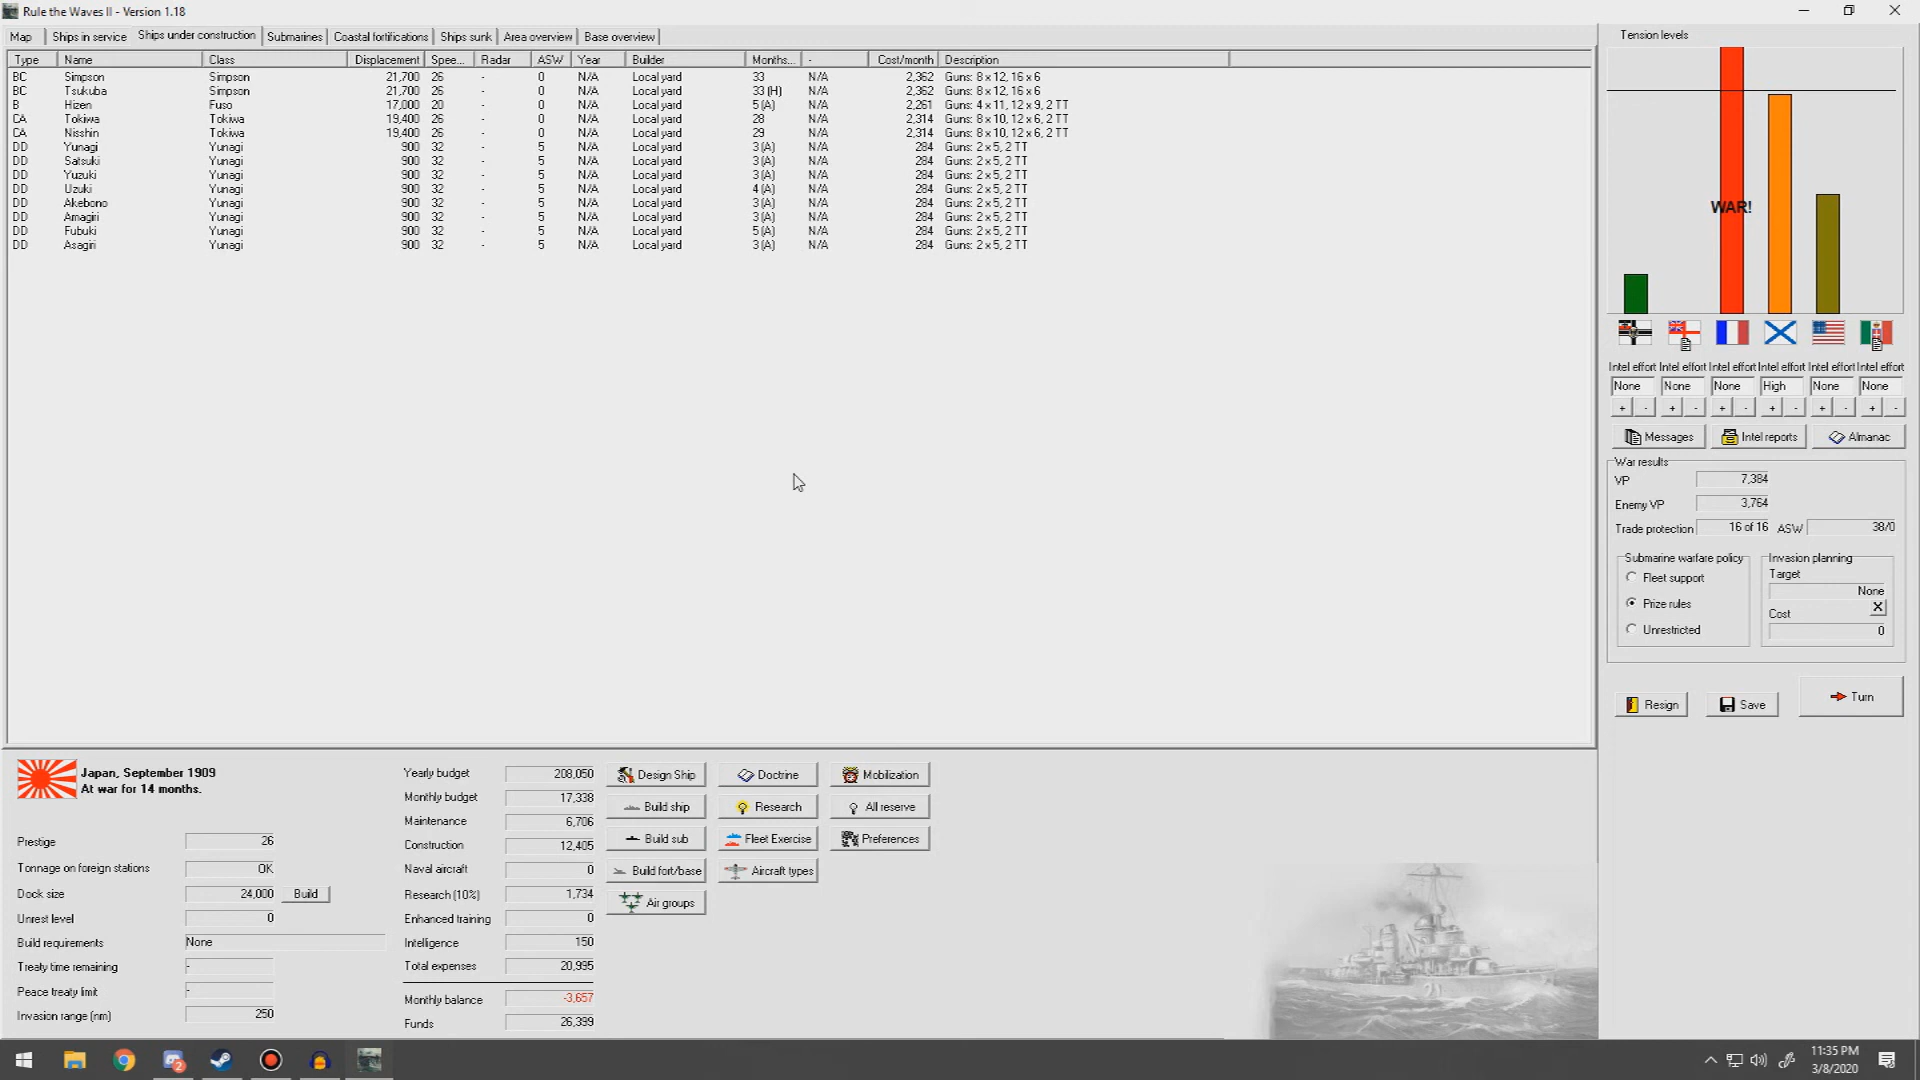 Rule the Waves II - Version 1.18
Map Ships in service Ships under construction Submarines Coastal fortifications Ships sunk Area overview Base overview
Type Name Class Displacement Spee... Radar ASW Year Builder Months... - Cost/month Description
BC Simpson Simpson 21,700 26 - 0 N/A Local yard 33 N/A 2,362 Guns: 8 x 12, 16 x 6
BC Tsukuba Simpson 21,700 26 - 0 N/A Local yard 33 (H) N/A 2,362 Guns: 8 x 12, 16 x 6
B Hizen Fuso 17,000 20 - 0 N/A Local yard 5 (A) N/A 2,261 Guns: 4 x 11, 12 x 9, 2 TT
CA Tokiwa Tokiwa 19,400 26 - 0 N/A Local yard 28 N/A 2,314 Guns: 8 x 10, 12 x 6, 2 TT
CA Nisshin Tokiwa 19,400 26 - 0 N/A Local yard 29 N/A 2,314 Guns: 8 x 10, 12 x 6, 2 TT
DD Yunagi Yunagi 900 32 - 5 N/A Local yard 3 (A) N/A 284 Guns: 2 x 5, 2 TT
DD Satsuki Yunagi 900 32 - 5 N/A Local yard 3 (A) N/A 284 Guns: 2 x 5, 2 TT
DD Yuzuki Yunagi 900 32 - 5 N/A Local yard 3 (A) N/A 284 Guns: 2 x 5, 2 TT
DD Uzuki Yunagi 900 32 - 5 N/A Local yard 4 (A) N/A 284 Guns: 2 x 5, 2 TT
DD Akebono Yunagi 900 32 - 5 N/A Local yard 3 (A) N/A 284 Guns: 2 x 5, 2 TT
DD Amagiri Yunagi 900 32 - 5 N/A Local yard 3 (A) N/A 284 Guns: 2 x 5, 2 TT
DD Fubuki Yunagi 900 32 - 5 N/A Local yard 5 (A) N/A 284 Guns: 2 x 5, 2 TT
DD Asagiri Yunagi 900 32 - 5 N/A Local yard 3 (A) N/A 284 Guns: 2 x 5, 2 TT
Tension levels
WAR!
Intel effort Intel effort Intel effort Intel effort Intel effort Intel effort
None None None High None None
+ - + - + - + - + - + -
Messages Intel reports Almanac
War results
VP 7,384
Enemy VP 3,764
Trade protection 16 of 16 ASW 38/0
Submarine warfare policy
Fleet support
Prize rules
Unrestricted
Invasion planning
Target
None
Cost X
0
Resign Save Turn
Japan, September 1909
At war for 14 months.
Prestige 26
Tonnage on foreign stations OK
Dock size 24,000 Build
Unrest level 0
Build requirements None
Treaty time remaining -
Peace treaty limit -
Invasion range (nm) 250
Yearly budget 208,050
Monthly budget 17,338
Maintenance 6,706
Construction 12,405
Naval aircraft 0
Research (10%) 1,734
Enhanced training 0
Intelligence 150
Total expenses 20,995
Monthly balance -3,657
Funds 26,399
Design Ship Doctrine Mobilization
Build ship Research All reserve
Build sub Fleet Exercise Preferences
Build fort/base Aircraft types
Air groups
2
11:35 PM
3/8/2020